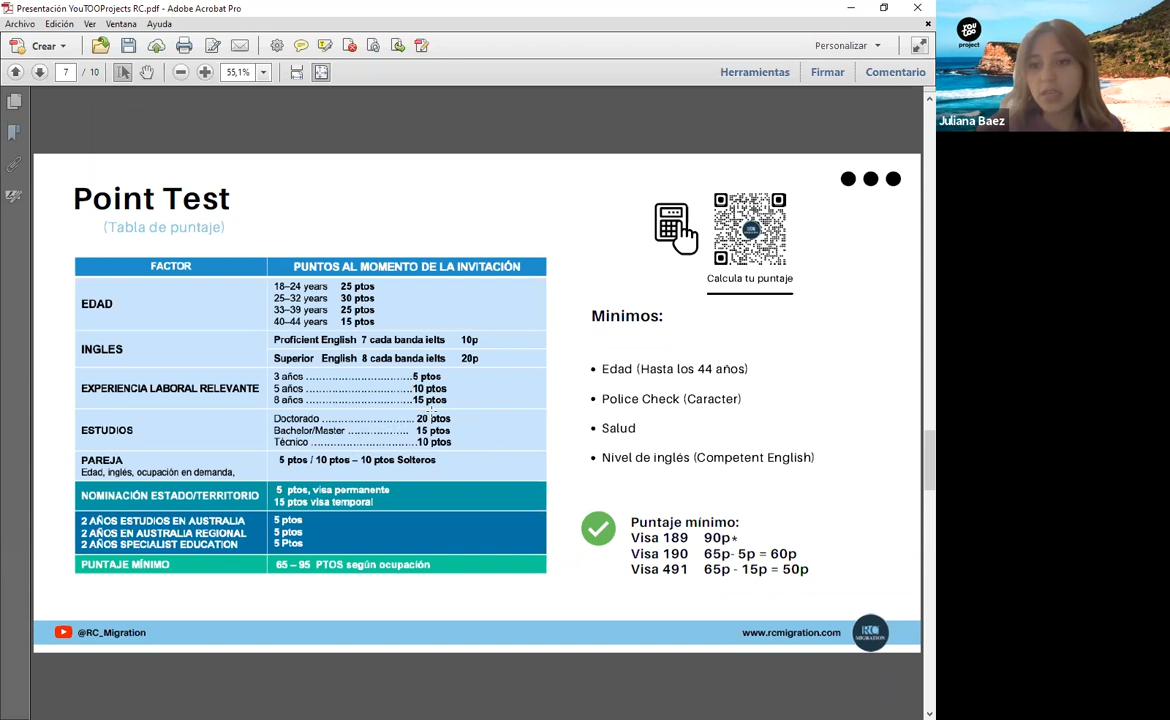 Presentación YouTOOProjects RC.pdf - Adobe Acrobat Pro
Archivo Edición Ver Ventana Ayuda
Crear
Personalizar
7 / 10
55,1%
Herramientas Firmar Comentario
YOU TOO project
Juliana Baez
Point Test
(Tabla de puntaje)
Calcula tu puntaje
FACTOR PUNTOS AL MOMENTO DE LA INVITACIÓN
EDAD
18–24 years 25 ptos
25–32 years 30 ptos
33–39 years 25 ptos
40–44 years 15 ptos
INGLES
Proficient English 7 cada banda ielts 10p
Superior English 8 cada banda ielts 20p
EXPERIENCIA LABORAL RELEVANTE
3 años ..................................5 ptos
5 años ..................................10 ptos
8 años ..................................15 ptos
ESTUDIOS
Doctorado ............................. 20 ptos
Bachelor/Master ................... 15 ptos
Técnico ..................................10 ptos
PAREJA
Edad, inglés, ocupación en demanda,
5 ptos / 10 ptos – 10 ptos Solteros
NOMINACIÓN ESTADO/TERRITORIO
5 ptos, visa permanente
15 ptos visa temporal
2 AÑOS ESTUDIOS EN AUSTRALIA 5 ptos
2 AÑOS EN AUSTRALIA REGIONAL 5 ptos
2 AÑOS SPECIALIST EDUCATION 5 Ptos
PUNTAJE MÍNIMO 65 – 95 PTOS según ocupación
Minimos:
• Edad (Hasta los 44 años)
• Police Check (Caracter)
• Salud
• Nivel de inglés (Competent English)
Puntaje mínimo:
Visa 189 90p*
Visa 190 65p- 5p = 60p
Visa 491 65p - 15p = 50p
@RC_Migration
www.rcmigration.com
RC MIGRATION